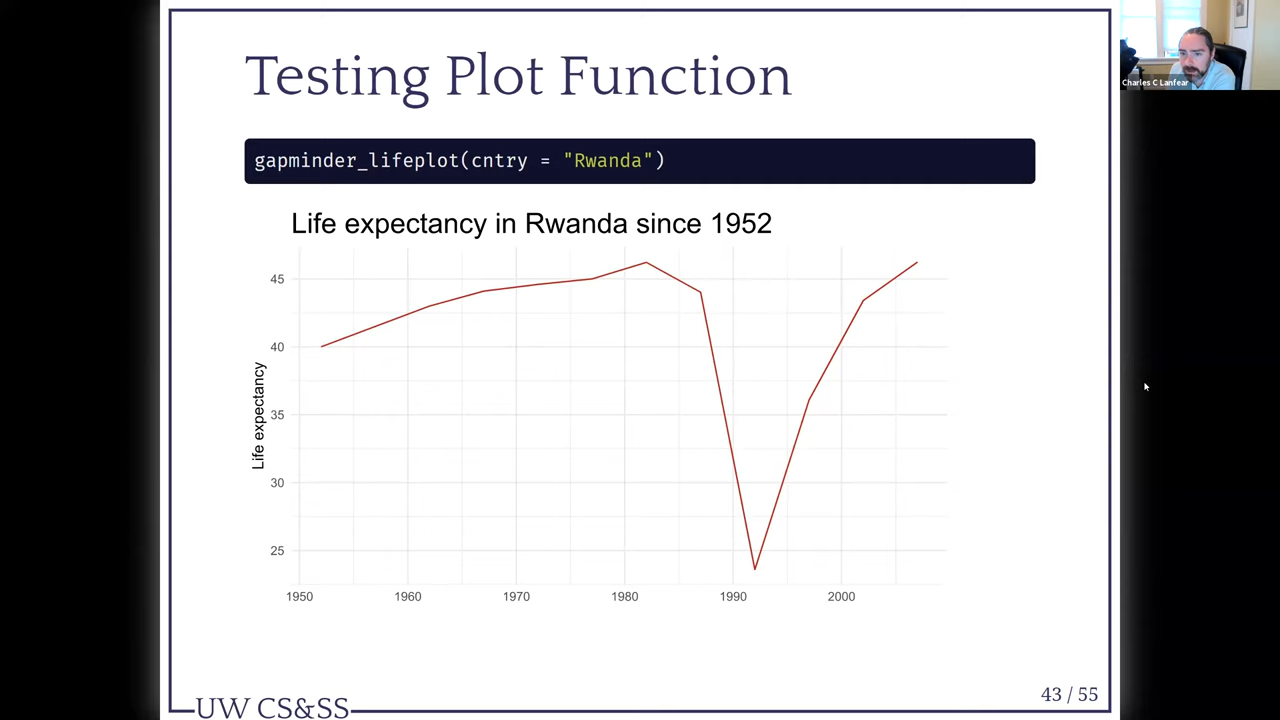 Testing Plot Function
Charles C Lanfear
gapminder_lifeplot(cntry = "Rwanda")
Life expectancy in Rwanda since 1952
Life expectancy
45
40
35
30
25
1950 1960 1970 1980 1990 2000
UW CS&SS
43 / 55